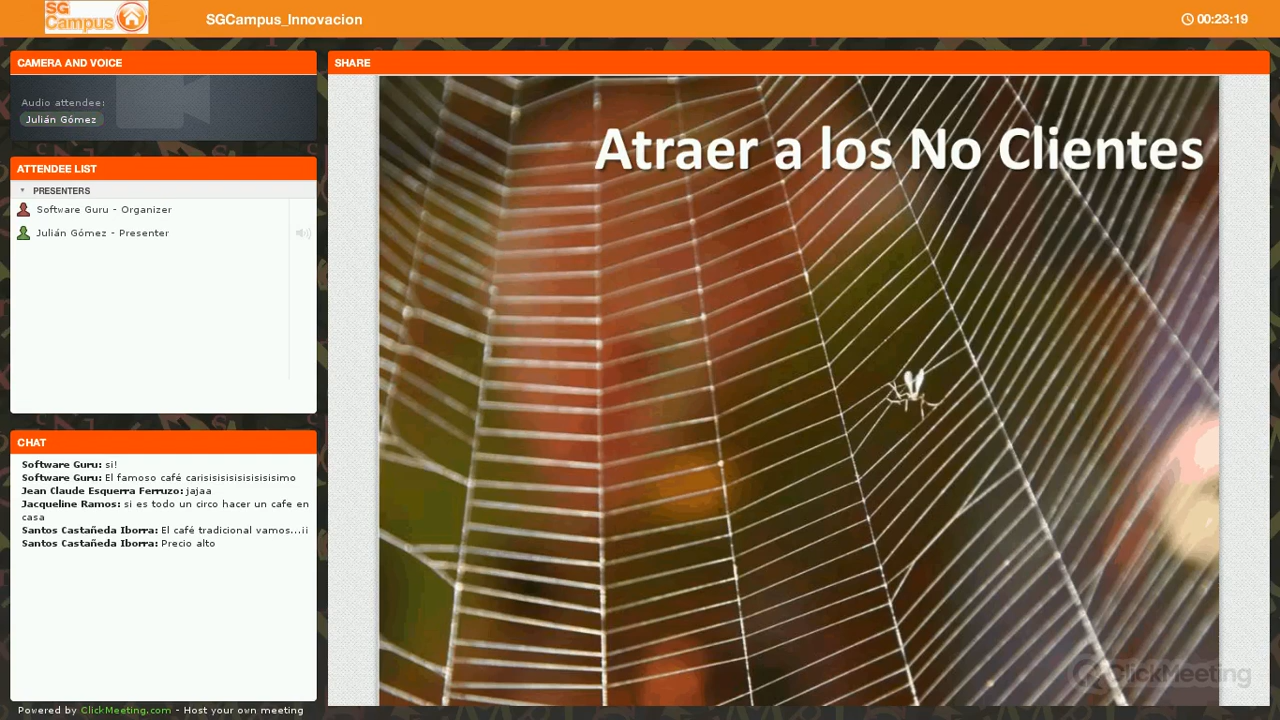 SG
Campus
SGCampus_Innovacion
00:23:19
CAMERA AND VOICE
Audio attendee:
Julián Gómez
ATTENDEE LIST
PRESENTERS
Software Guru - Organizer
Julián Gómez - Presenter
CHAT
Software Guru: si!
Software Guru: El famoso café carisisisisisisisisimo
Jean Claude Esquerra Ferruzo: jajaa
Jacqueline Ramos: si es todo un circo hacer un cafe en
casa
Santos Castañeda Iborra: El café tradicional vamos...¡¡
Santos Castañeda Iborra: Precio alto
Powered by ClickMeeting.com - Host your own meeting
SHARE
Atraer a los No Clientes
ClickMeeting